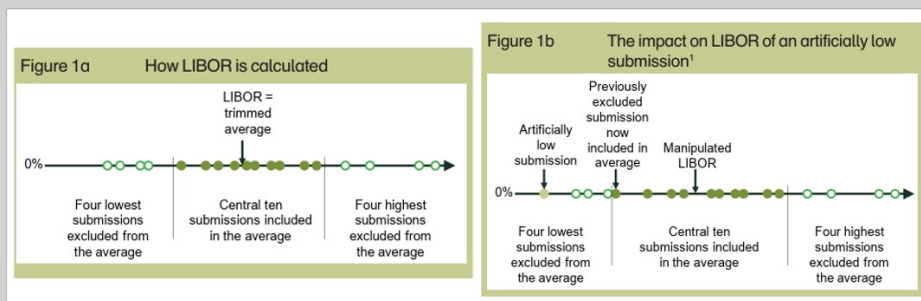 Figure 1a How LIBOR is calculated
LIBOR =
trimmed
average
0%
Four lowest
submissions
excluded from
the average
Central ten
submissions included
in the average
Four highest
submissions
excluded from
the average
Figure 1b The impact on LIBOR of an artificially low
submission¹
Artificially
low
submission
Previously
excluded
submission
now
included in
average
Manipulated
LIBOR
0%
Four lowest
submissions
excluded from
the average
Central ten
submissions included
in the average
Four highest
submissions
excluded from
the average